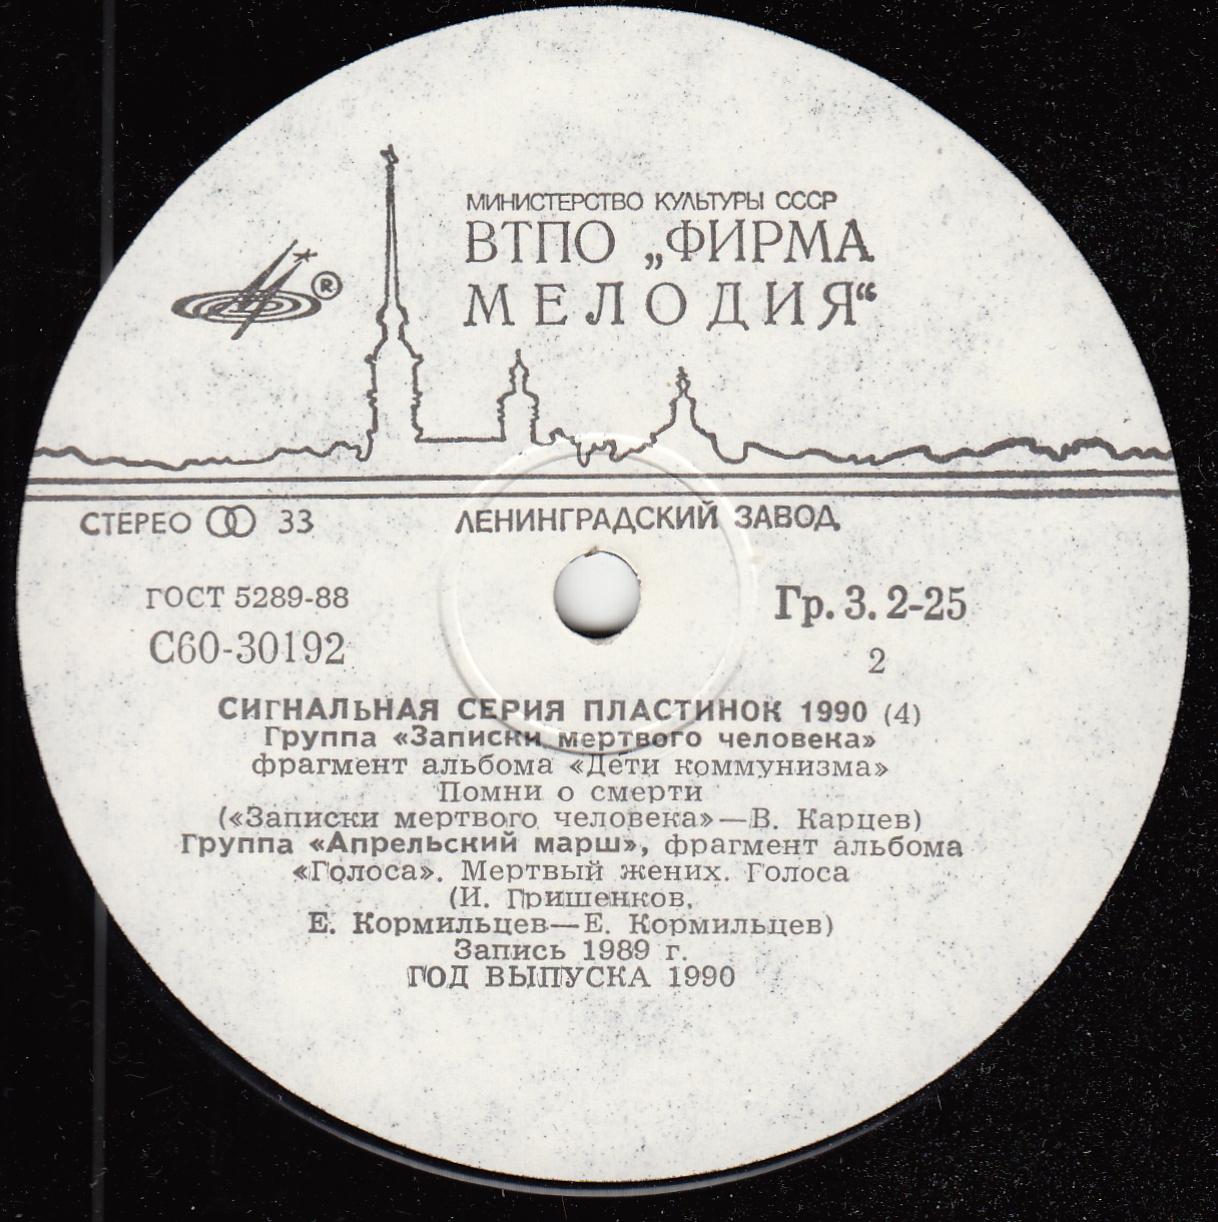 МИНИСТЕРСТВО КУЛЬТУРЫ СССР
ВТПО „ФИРМА
МЕЛОДИЯ“
®
СТЕРЕО 33
ЛЕНИНГРАДСКИЙ ЗАВОД
ГОСТ 5289-88
Гр. 3. 2-25
С60-30192
2
СИГНАЛЬНАЯ СЕРИЯ ПЛАСТИНОК 1990 (4)
Группа «Записки мертвого человека»
фрагмент альбома «Дети коммунизма»
Помни о смерти
(«Записки мертвого человека»—В. Карцев)
Группа «Апрельский марш», фрагмент альбома
«Голоса». Мертвый жених. Голоса
(И. Гришенков,
Е. Кормильцев—Е. Кормильцев)
Запись 1989 г.
ГОД ВЫПУСКА 1990